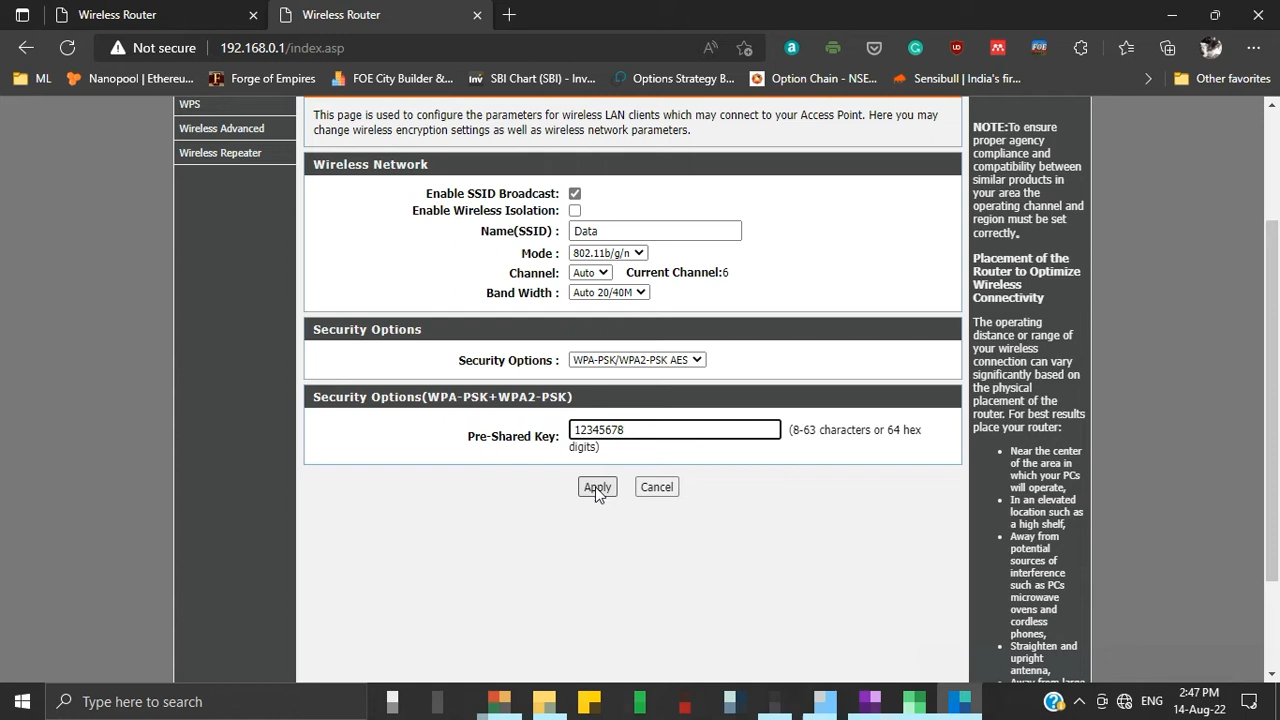 Wireless Router
Wireless Router
Not secure
192.168.0.1/index.asp
ML
Nanopool | Ethereu...
Forge of Empires
FOE City Builder &...
SBI Chart (SBI) - Inv...
Options Strategy B...
Option Chain - NSE...
Sensibull | India's fir...
Other favorites
WPS
Wireless Advanced
Wireless Repeater
This page is used to configure the parameters for wireless LAN clients which may connect to your Access Point. Here you may
change wireless encryption settings as well as wireless network parameters.
Wireless Network
Enable SSID Broadcast:
Enable Wireless Isolation:
Name(SSID) : Data
Mode : 802.11b/g/n
Channel: Auto Current Channel:6
Band Width : Auto 20/40M
Security Options
Security Options : WPA-PSK/WPA2-PSK AES
Security Options(WPA-PSK+WPA2-PSK)
Pre-Shared Key: 12345678 (8-63 characters or 64 hex
digits)
Apply Cancel
NOTE:To ensure
proper agency
compliance and
compatibility between
similar products in
your area the
operating channel and
region must be set
correctly。
Placement of the
Router to Optimize
Wireless
Connectivity
The operating
distance or range of
your wireless
connection can vary
significantly based on
the physical
placement of the
router. For best results
place your router:
Near the center
of the area in
which your PCs
will operate,
In an elevated
location such as
a high shelf,
Away from
potential
sources of
interference
such as PCs
microwave
ovens and
cordless
phones,
Straighten and
upright
antenna,
Away from large
Type here to search
ENG
2:47 PM
14-Aug-22